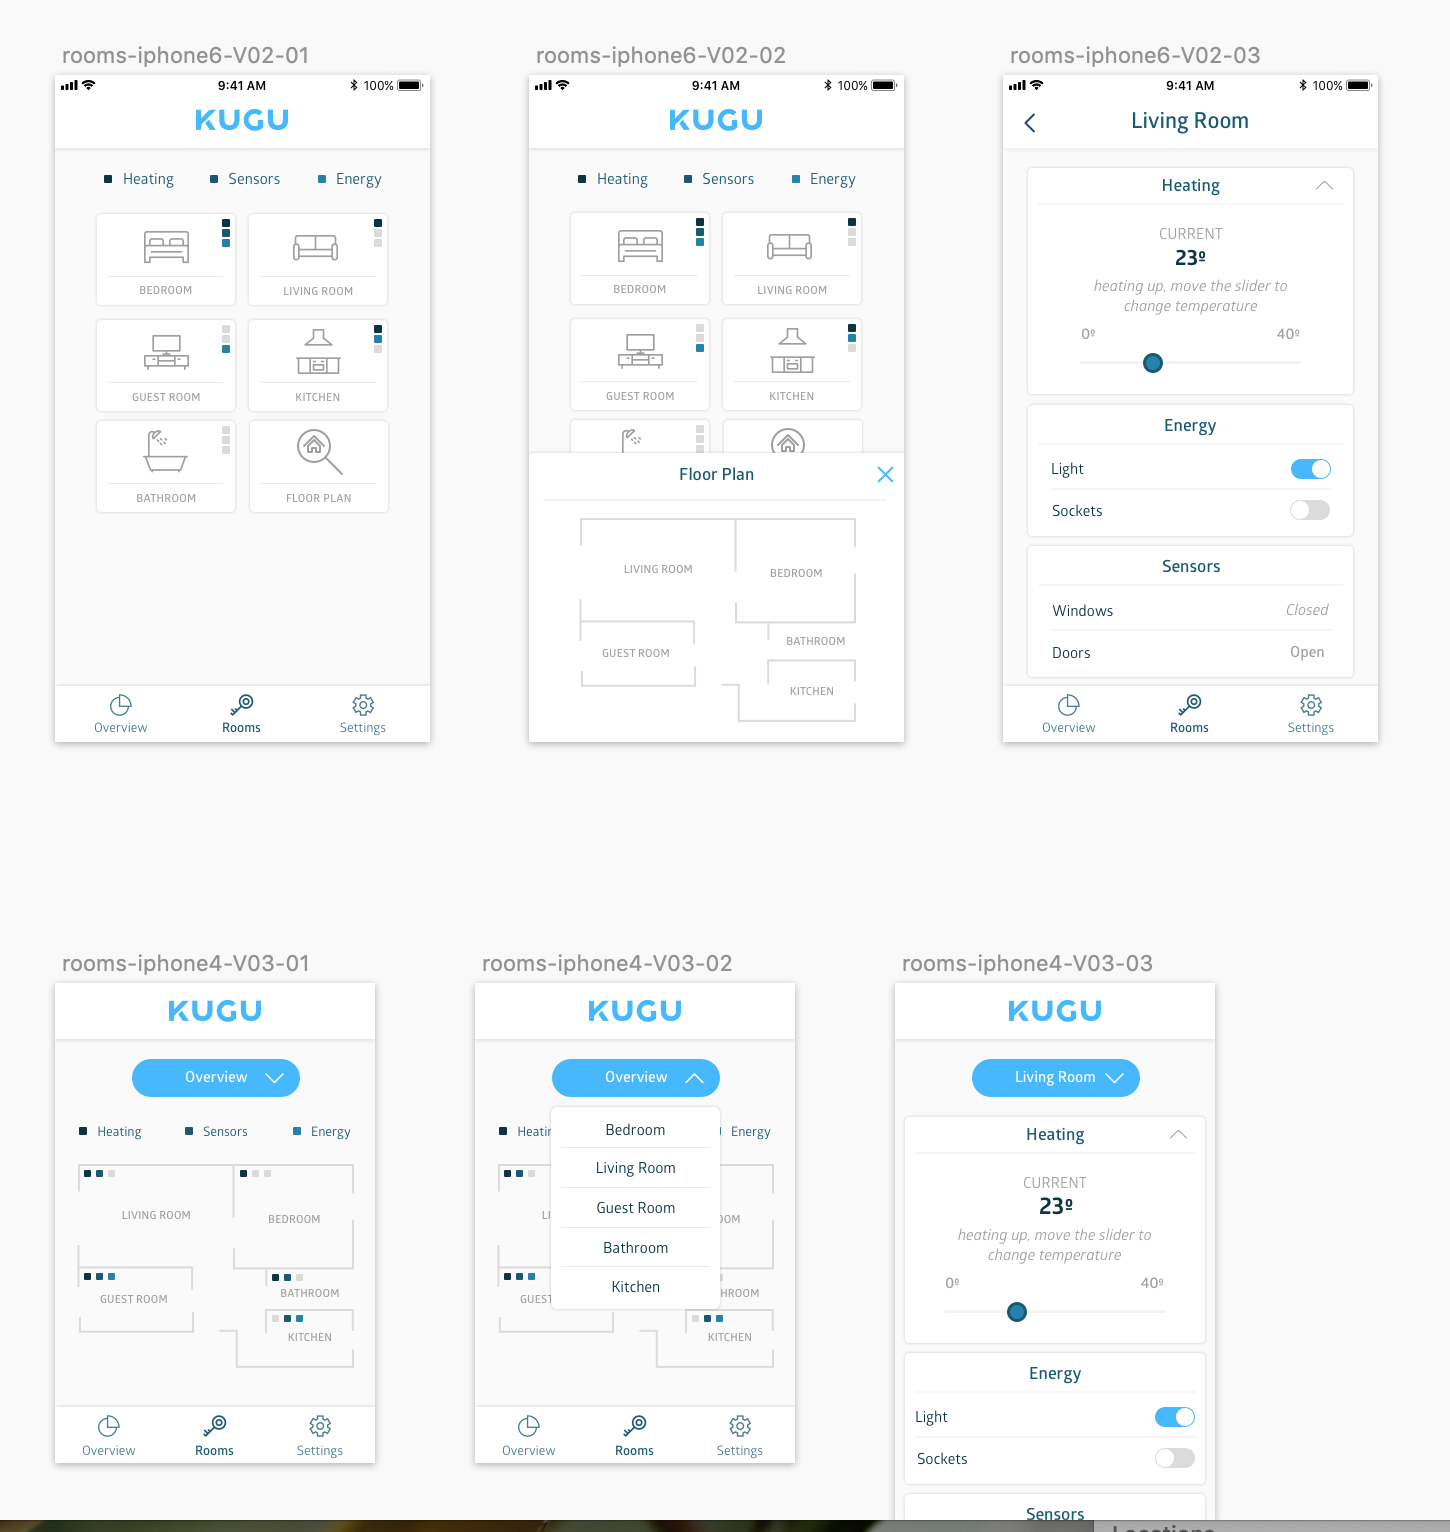 rooms-iphone6-V02-01
9:41 AM
100%
KUGU
Heating Sensors Energy
BEDROOM LIVING ROOM
GUEST ROOM KITCHEN
BATHROOM FLOOR PLAN
Overview Rooms Settings
rooms-iphone6-V02-02
9:41 AM
100%
KUGU
Heating Sensors Energy
BEDROOM LIVING ROOM
GUEST ROOM KITCHEN
Floor Plan
LIVING ROOM
BEDROOM
BATHROOM
GUEST ROOM
KITCHEN
rooms-iphone6-V02-03
9:41 AM
100%
Living Room
Heating
CURRENT
23º
heating up, move the slider to
change temperature
0º 40º
Energy
Light
Sockets
Sensors
Windows Closed
Doors Open
Overview Rooms Settings
rooms-iphone4-V03-01
KUGU
Overview
Heating Sensors Energy
LIVING ROOM
BEDROOM
BATHROOM
GUEST ROOM
KITCHEN
Overview Rooms Settings
rooms-iphone4-V03-02
KUGU
Overview
Heatin Energy
Bedroom
Living Room
Guest Room
Bathroom
Kitchen
LI
OOM
HROOM
GUEST
KITCHEN
Overview Rooms Settings
rooms-iphone4-V03-03
KUGU
Living Room
Heating
CURRENT
23º
heating up, move the slider to
change temperature
0º 40º
Energy
Light
Sockets
Sensors
Locations